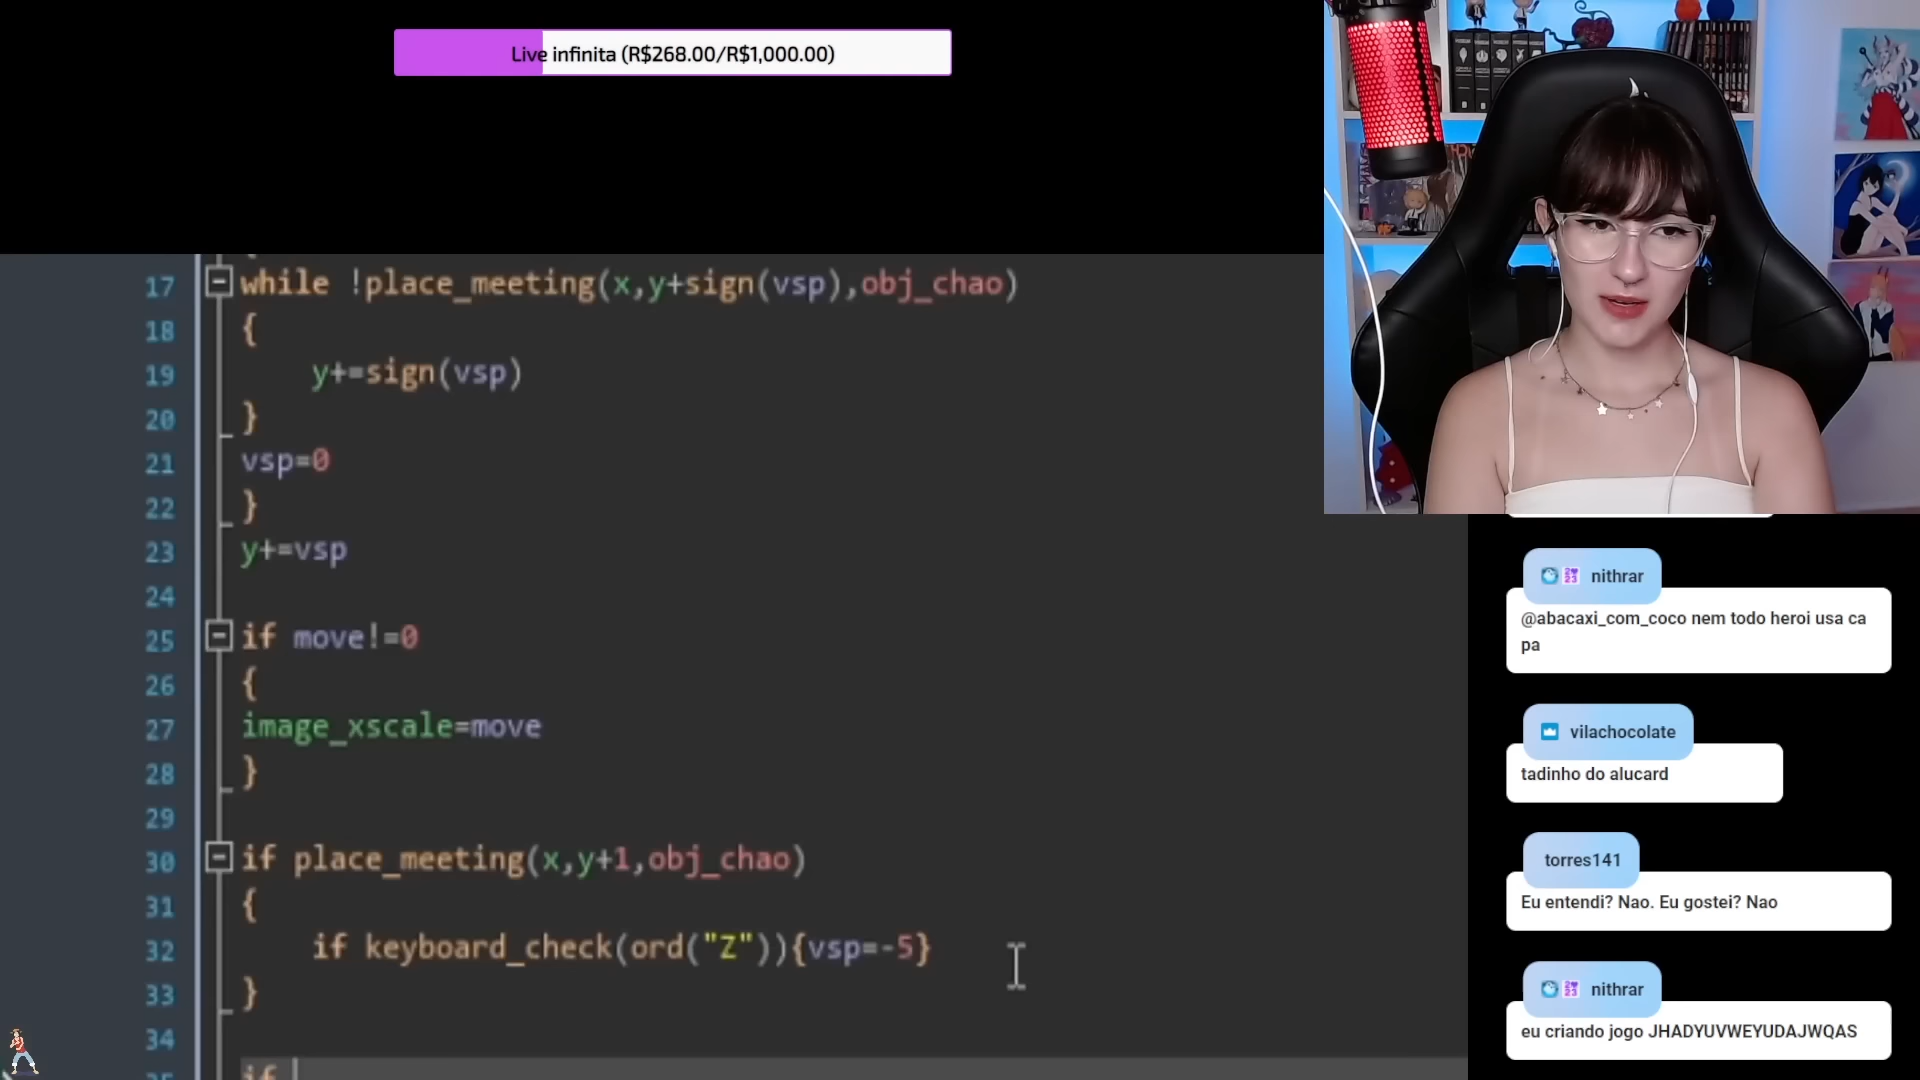 Live infinita (R$268.00/R$1,000.00)
17 while !place_meeting(x,y+sign(vsp),obj_chao)
18 {
19 y+=sign(vsp)
20 }
21 vsp=0
22 }
23 y+=vsp
24
25 if move!=0
26 {
27 image_xscale=move
28 }
29
30 if place_meeting(x,y+1,obj_chao)
31 {
32 if keyboard_check(ord("Z")){vsp=-5}
33 }
34
35 if
nithrar
@abacaxi_com_coco nem todo heroi usa ca
pa
vilachocolate
tadinho do alucard
torres141
Eu entendi? Nao. Eu gostei? Nao
nithrar
eu criando jogo JHADYUVWEYUDAJWQAS